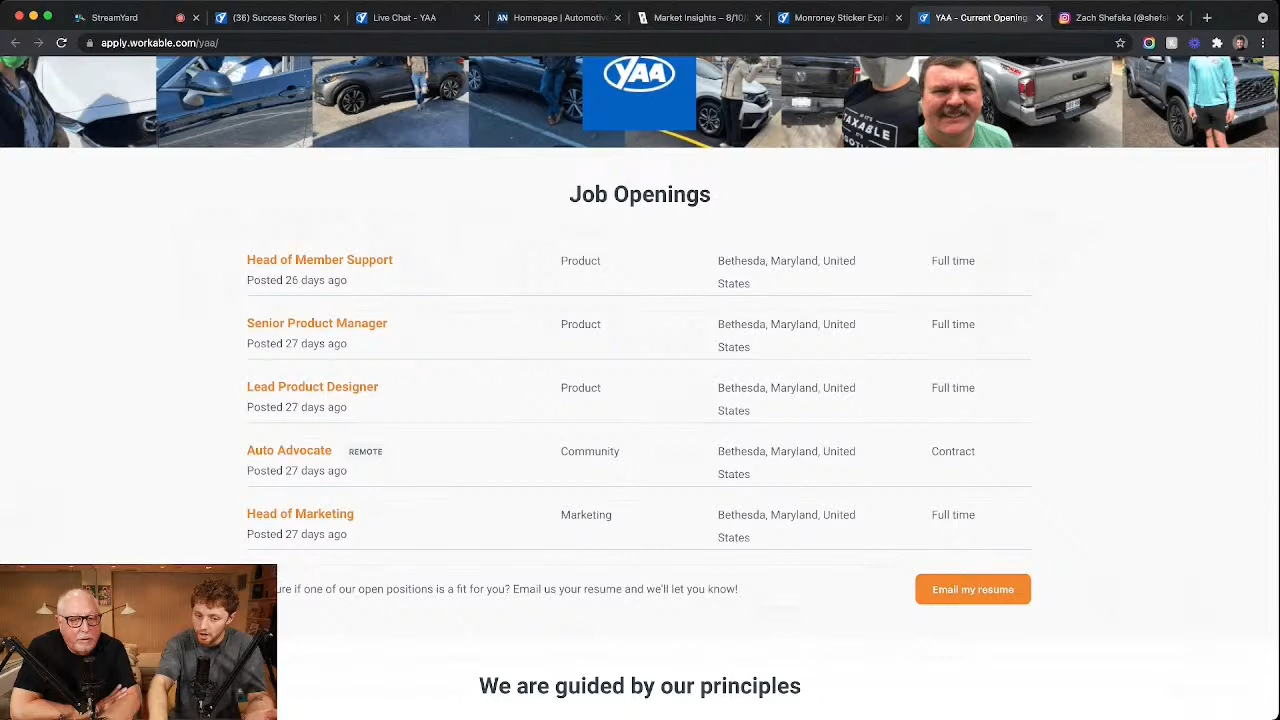 StreamYard
(36) Success Stories |
Live Chat - YAA
AN
Homepage | Automotiv
Market Insights – 8/10/
Monroney Sticker Expl
YAA - Current Opening
Zach Shefska (@shefs
apply.workable.com/yaa/
YAA
TAXABLE
Job Openings
Head of Member Support
Product
Bethesda, Maryland, United
States
Full time
Posted 26 days ago
Senior Product Manager
Product
Bethesda, Maryland, United
States
Full time
Posted 27 days ago
Lead Product Designer
Product
Bethesda, Maryland, United
States
Full time
Posted 27 days ago
Auto Advocate REMOTE
Community
Bethesda, Maryland, United
States
Contract
Posted 27 days ago
Head of Marketing
Marketing
Bethesda, Maryland, United
States
Full time
Posted 27 days ago
ure if one of our open positions is a fit for you? Email us your resume and we'll let you know!
Email my resume
We are guided by our principles